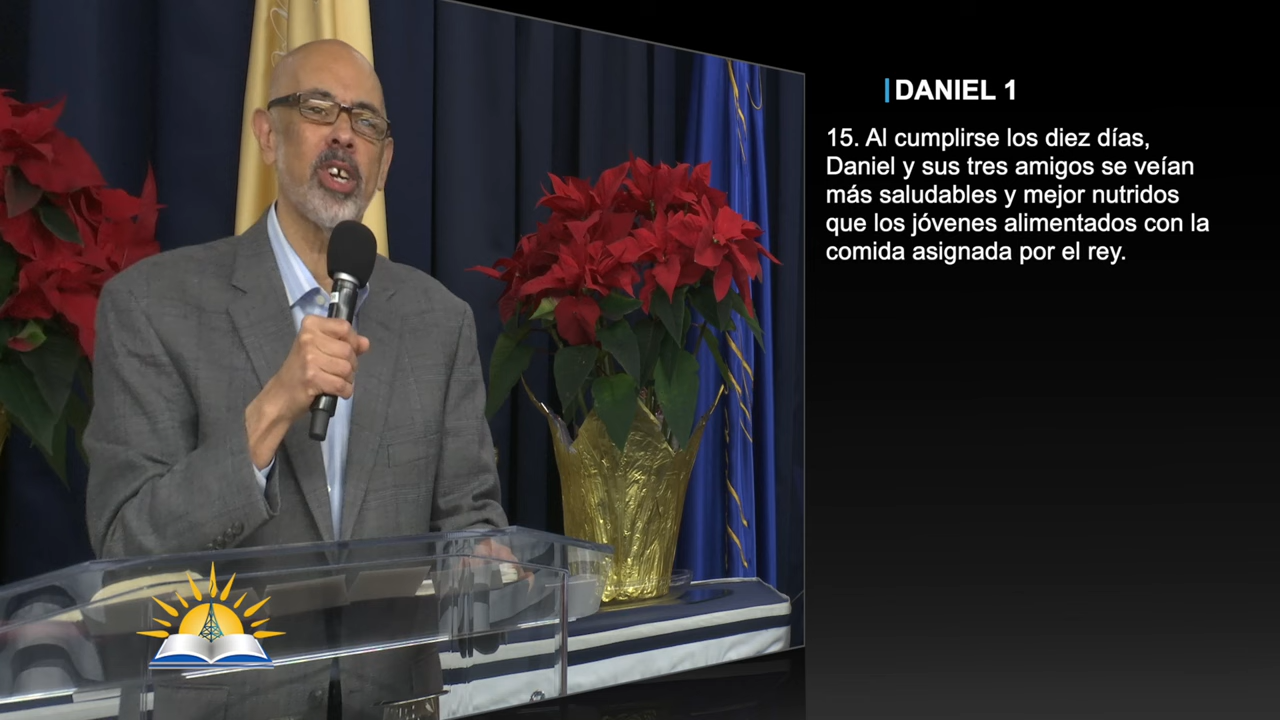 DANIEL 1
15. Al cumplirse los diez días,
Daniel y sus tres amigos se veían
más saludables y mejor nutridos
que los jóvenes alimentados con la
comida asignada por el rey.